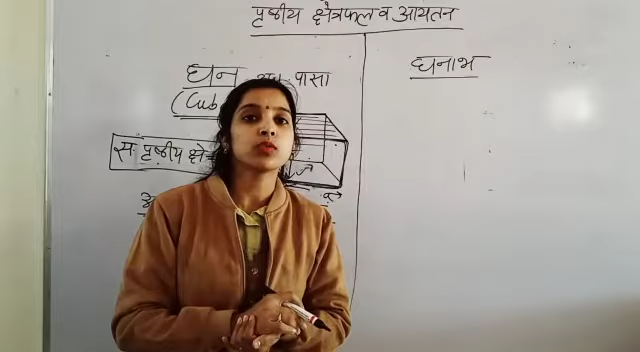 पृष्ठीय क्षेत्रफल व आयतन
घन पासा
(Cub
स. पृष्ठीय क्षे
घनाभ